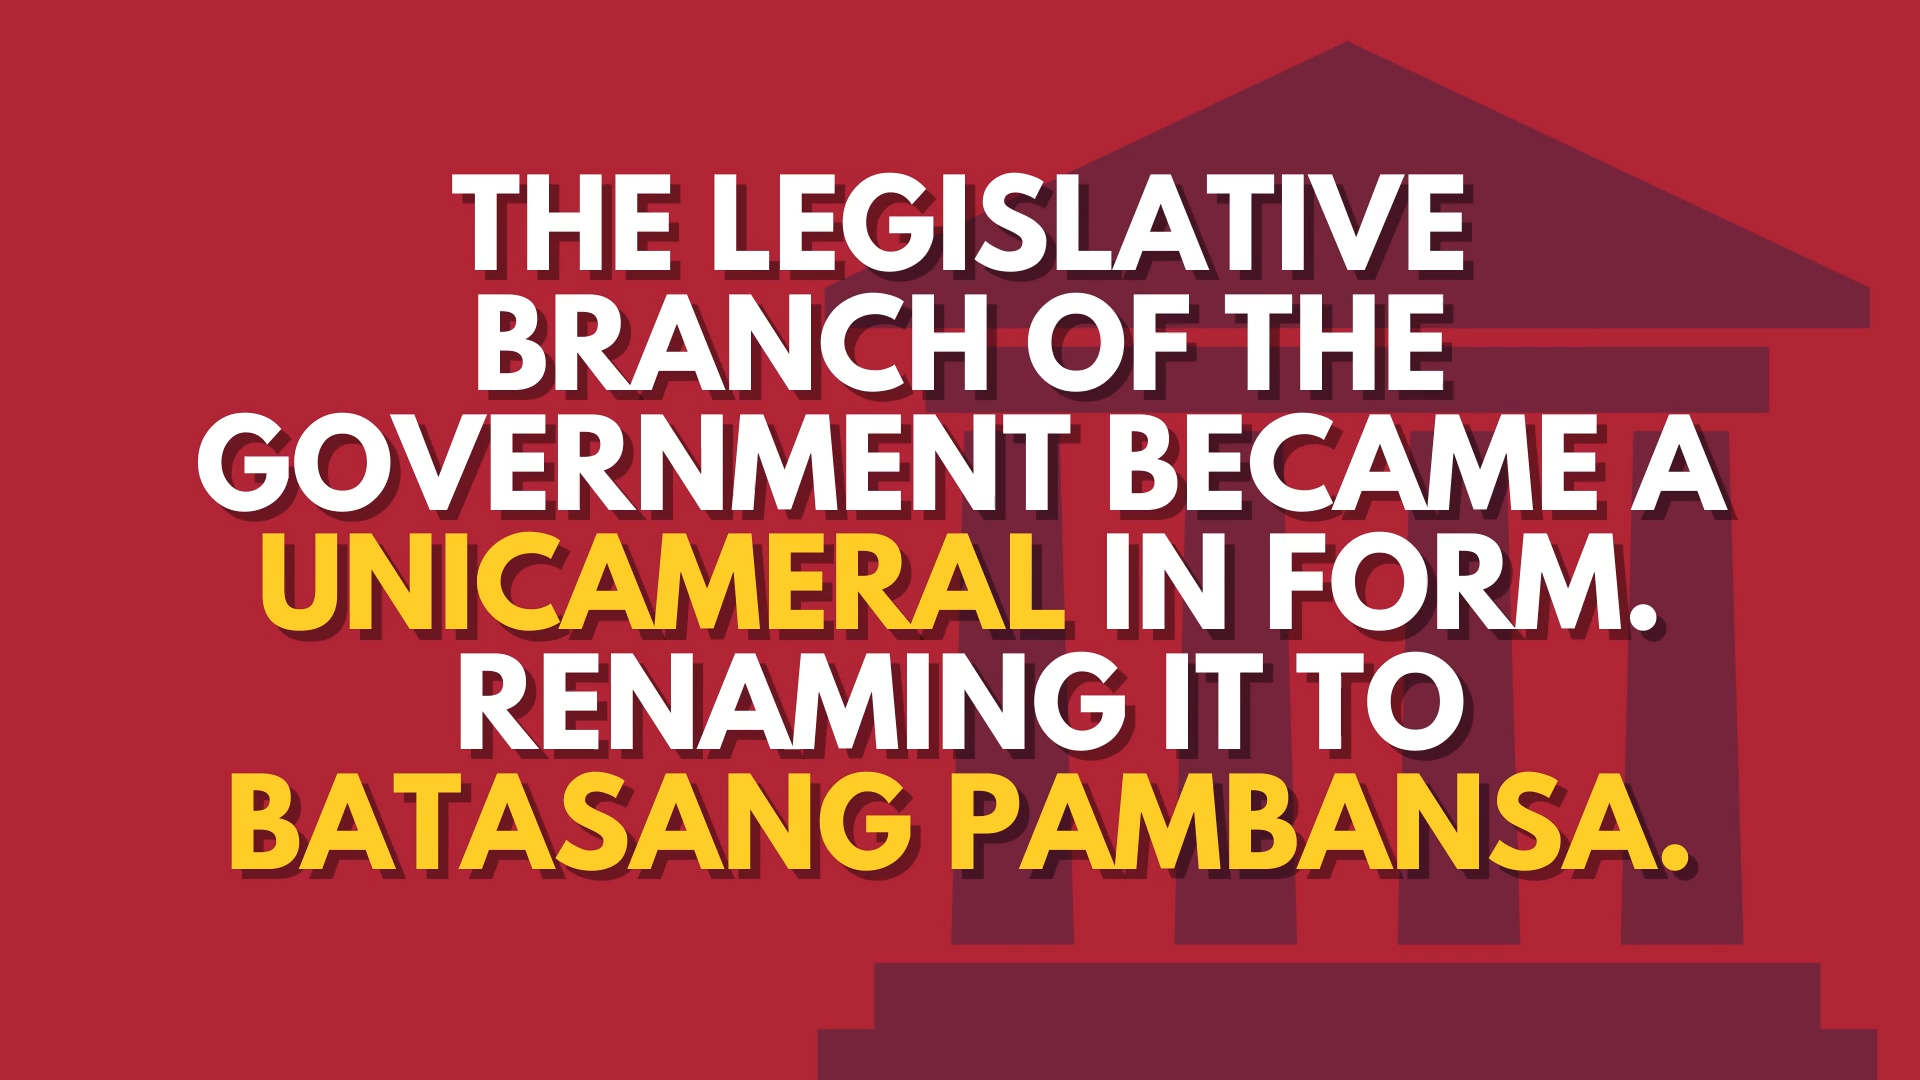 THE LEGISLATIVE
BRANCH OF THE
GOVERNMENT BECAME A
UNICAMERAL IN FORM.
RENAMING IT TO
BATASANG PAMBANSA.